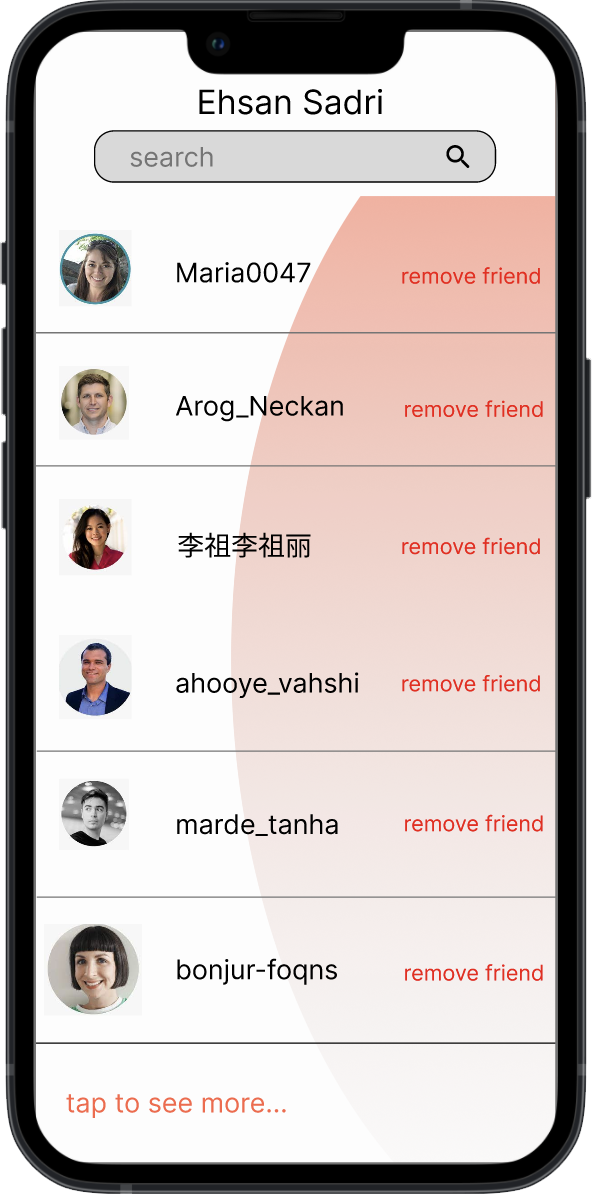 Ehsan Sadri
search
Maria0047
remove friend
Arog_Neckan
remove friend
李祖李祖丽
remove friend
ahooye_vahshi
remove friend
marde_tanha
remove friend
bonjur-foqns
remove friend
tap to see more...